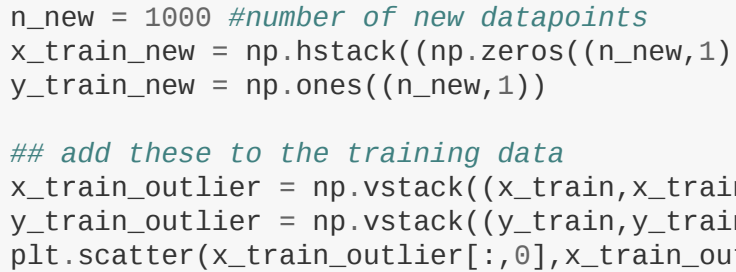 n_new = 1000 #number of new datapoints
x_train_new = np.hstack((np.zeros((n_new,1)
y_train_new = np.ones((n_new,1))
## add these to the training data
x_train_outlier = np.vstack((x_train,x_train
y_train_outlier = np.vstack((y_train,y_train
plt.scatter(x_train_outlier[:,0],x_train_ou